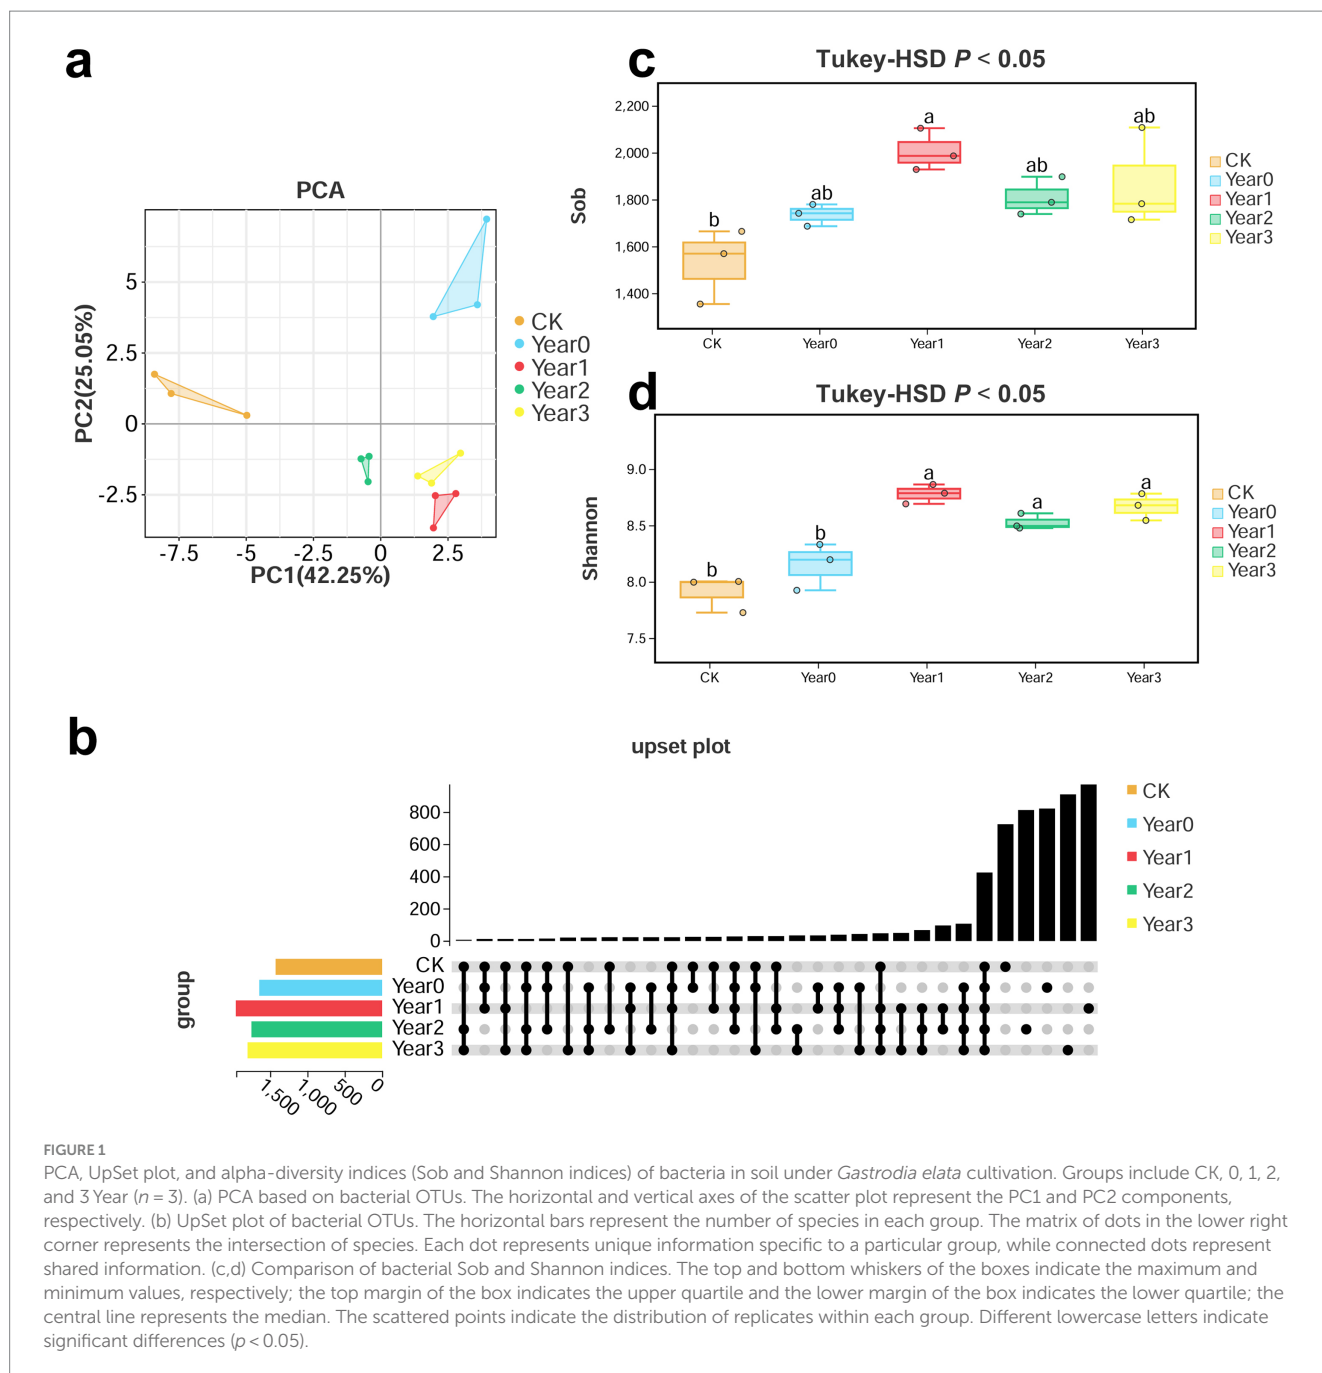 a
PCA
PC2(25.05%)
5
2.5
0
-2.5
-7.5 -5 -2.5 0 2.5
PC1(42.25%)
CK
Year0
Year1
Year2
Year3
c
Tukey-HSD P < 0.05
Sob
2,200
2,000
1,800
1,600
1,400
b ab a ab ab
CK Year0 Year1 Year2 Year3
CK
Year0
Year1
Year2
Year3
d
Tukey-HSD P < 0.05
Shannon
9.0
8.5
8.0
7.5
b b a a a
CK Year0 Year1 Year2 Year3
CK
Year0
Year1
Year2
Year3
b
upset plot
800
600
400
200
0
group
CK
Year0
Year1
Year2
Year3
1,500 1,000 500 0
CK
Year0
Year1
Year2
Year3
FIGURE 1
PCA, UpSet plot, and alpha-diversity indices (Sob and Shannon indices) of bacteria in soil under Gastrodia elata cultivation. Groups include CK, 0, 1, 2,
and 3 Year (n = 3). (a) PCA based on bacterial OTUs. The horizontal and vertical axes of the scatter plot represent the PC1 and PC2 components,
respectively. (b) UpSet plot of bacterial OTUs. The horizontal bars represent the number of species in each group. The matrix of dots in the lower right
corner represents the intersection of species. Each dot represents unique information specific to a particular group, while connected dots represent
shared information. (c,d) Comparison of bacterial Sob and Shannon indices. The top and bottom whiskers of the boxes indicate the maximum and
minimum values, respectively; the top margin of the box indicates the upper quartile and the lower margin of the box indicates the lower quartile; the
central line represents the median. The scattered points indicate the distribution of replicates within each group. Different lowercase letters indicate
significant differences (p < 0.05).